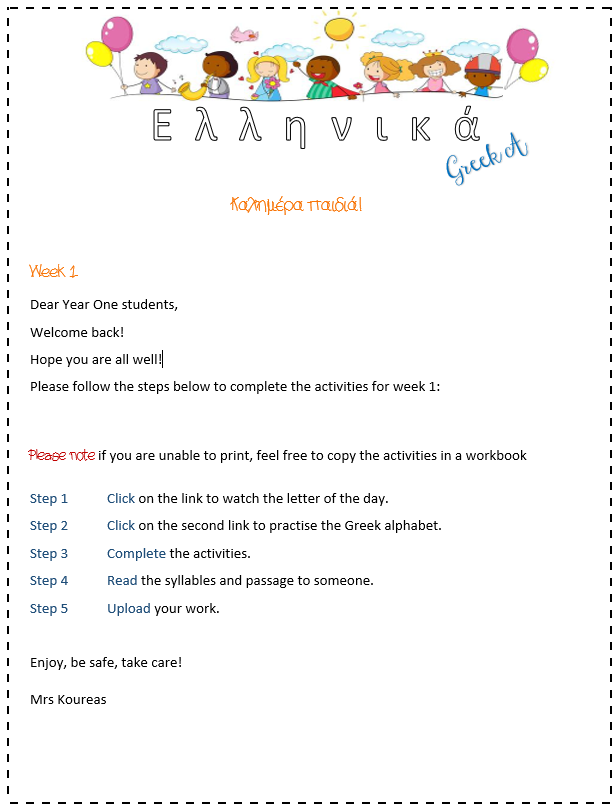 Ελληνικά
Greek A
Καλημέρα παιδιά!
Week 1
Dear Year One students,
Welcome back!
Hope you are all well!
Please follow the steps below to complete the activities for week 1:
Please note if you are unable to print, feel free to copy the activities in a workbook
Step 1 Click on the link to watch the letter of the day.
Step 2 Click on the second link to practise the Greek alphabet.
Step 3 Complete the activities.
Step 4 Read the syllables and passage to someone.
Step 5 Upload your work.
Enjoy, be safe, take care!
Mrs Koureas